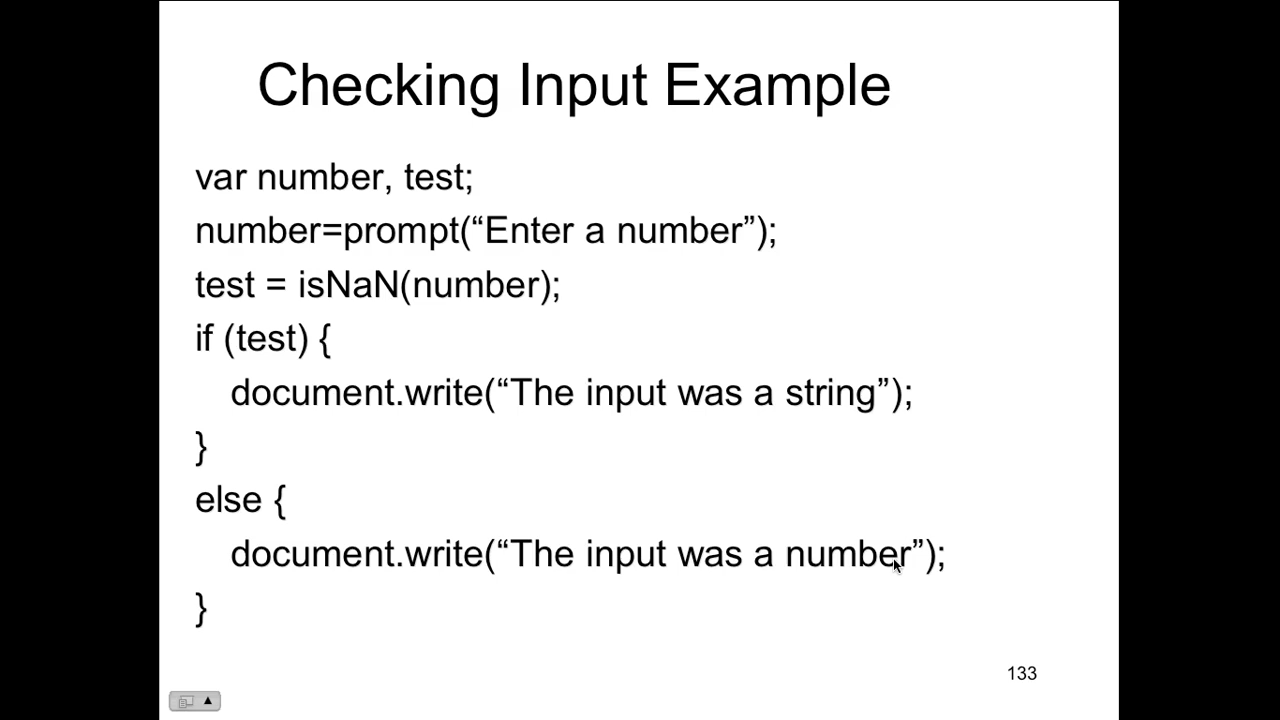 Checking Input Example
var number, test;
number=prompt(“Enter a number”);
test = isNaN(number);
if (test) {
document.write(“The input was a string”);
}
else {
document.write(“The input was a number”);
}
133